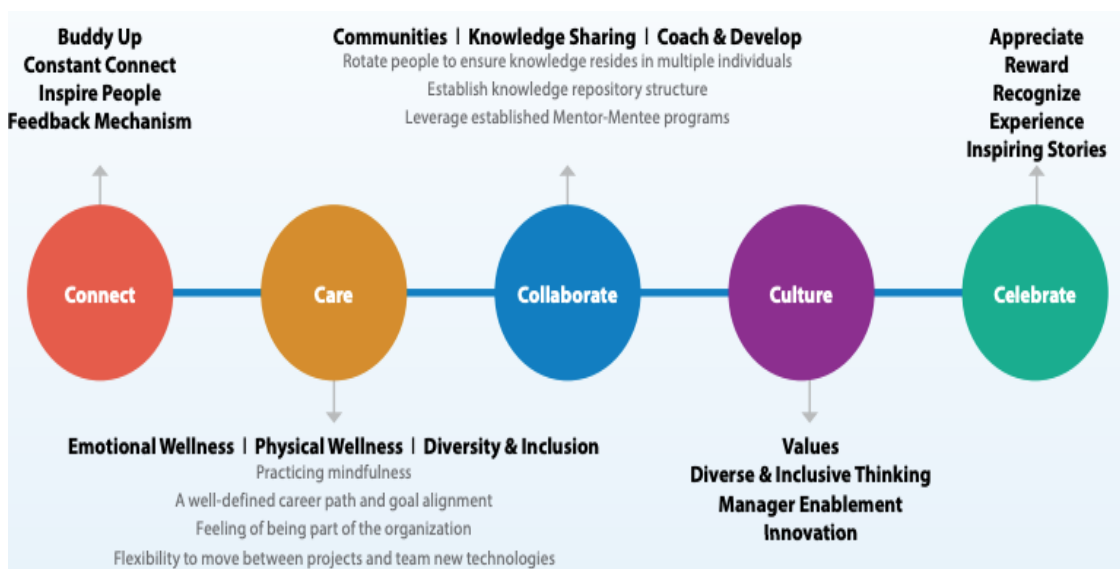 Buddy Up
Constant Connect
Inspire People
Feedback Mechanism
Communities | Knowledge Sharing | Coach & Develop
Rotate people to ensure knowledge resides in multiple individuals
Establish knowledge repository structure
Leverage established Mentor-Mentee programs
Appreciate
Reward
Recognize
Experience
Inspiring Stories
Connect
Care
Collaborate
Culture
Celebrate
Emotional Wellness | Physical Wellness | Diversity & Inclusion
Practicing mindfulness
A well-defined career path and goal alignment
Feeling of being part of the organization
Flexibility to move between projects and team new technologies
Values
Diverse & Inclusive Thinking
Manager Enablement
Innovation